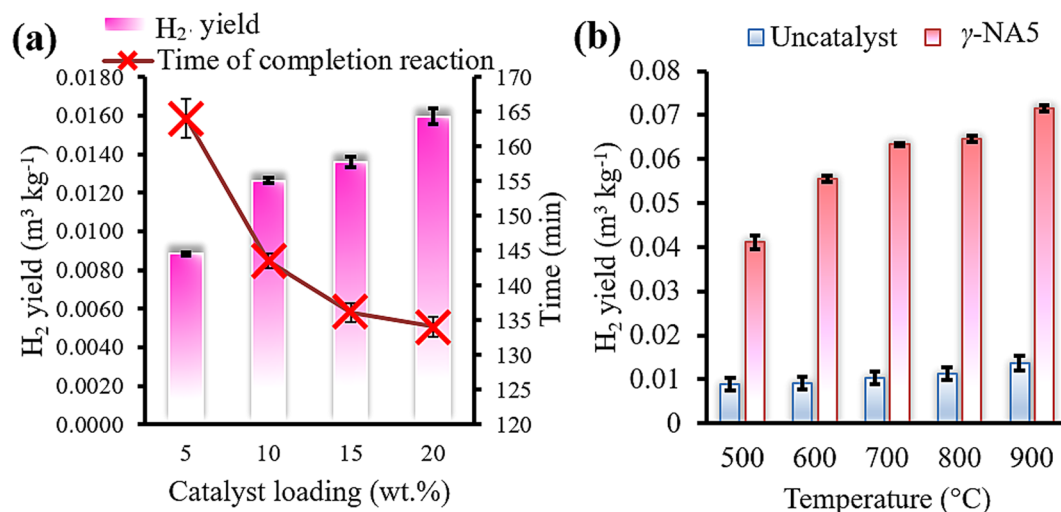 (a)
H₂ yield
Time of completion reaction
0.0180
0.0160
0.0140
0.0120
0.0100
0.0080
0.0060
0.0040
0.0020
0.0000
H₂ yield (m³ kg⁻¹)
170
165
160
155
150
145
140
135
130
125
120
Time (min)
5 10 15 20
Catalyst loading (wt.%)
(b)
Uncatalyst γ-NA5
0.08
0.07
0.06
0.05
0.04
0.03
0.02
0.01
0
H₂ yield (m³ kg⁻¹)
500 600 700 800 900
Temperature (°C)